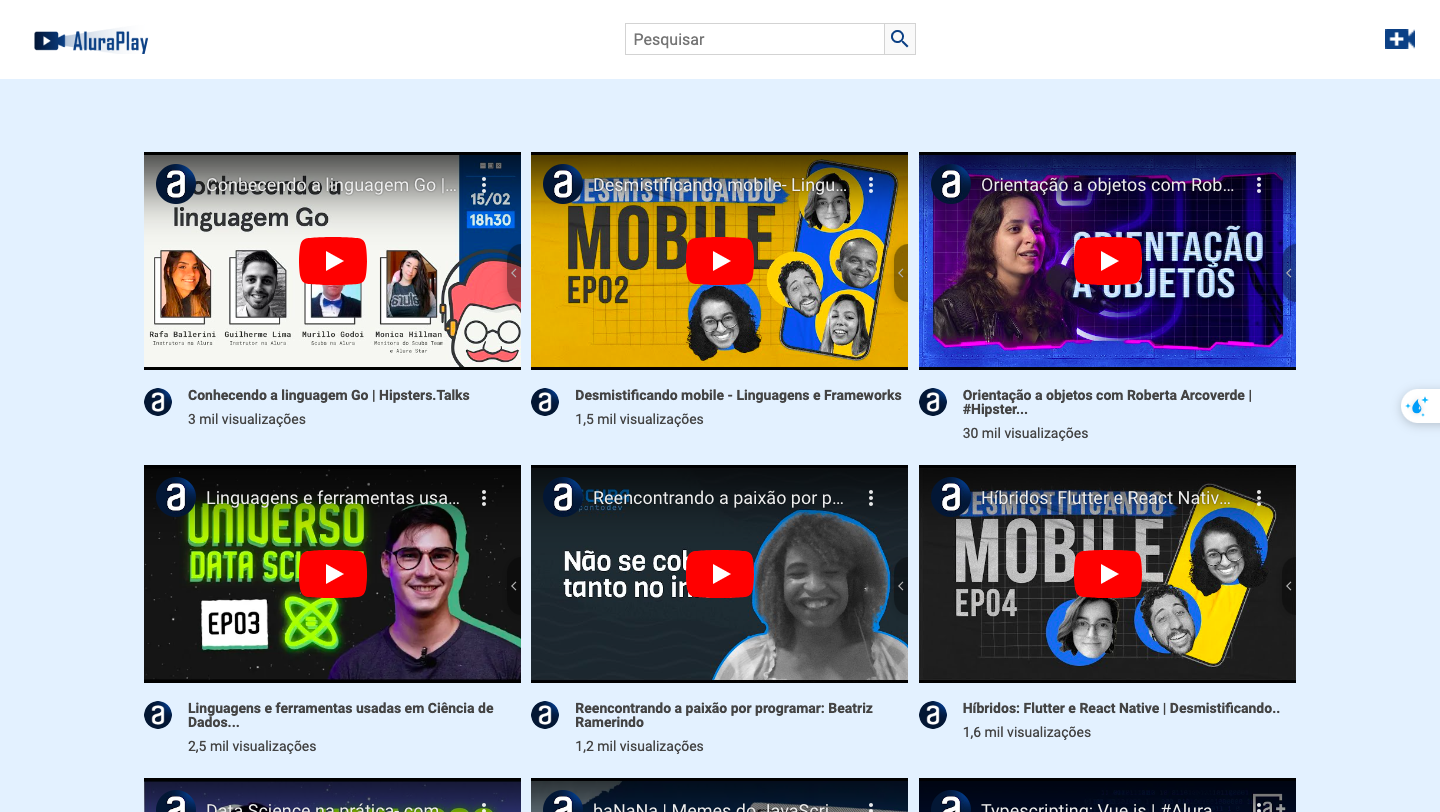 AluraPlay
Pesquisar
Conhecendo a linguagem Go |...
Conhecendo a
linguagem Go
15/02
18h30
Rafa Ballerini
Instrutora na Alura
Guilherme Lima
Instrutor na Alura
Murillo Godoi
Scuba na Alura
Monica Hillman
Monitora do Scuba Team
e Alura Star
Desmistificando mobile- Lingu...
DESMISTIFICANDO
MOBILE
EP02
Orientação a objetos com Rob...
ORIENTAÇÃO
A OBJETOS
Conhecendo a linguagem Go | Hipsters.Talks
3 mil visualizações
Desmistificando mobile - Linguagens e Frameworks
1,5 mil visualizações
Orientação a objetos com Roberta Arcoverde |
#Hipster...
30 mil visualizações
Linguagens e ferramentas usa...
UNIVERSO
DATA SCIENCE
EP03
Reencontrando a paixão por p...
pontodev
Não se co
tanto no in
Híbridos: Flutter e React Nativ...
DESMISTIFICANDO
MOBILE
EP04
Linguagens e ferramentas usadas em Ciência de
Dados...
2,5 mil visualizações
Reencontrando a paixão por programar: Beatriz
Ramerindo
1,2 mil visualizações
Híbridos: Flutter e React Native | Desmistificando..
1,6 mil visualizações
Data Science na prática, com
baNaNa | Memes do JavaScri...
Typescripting: Vue.js | #Alura...